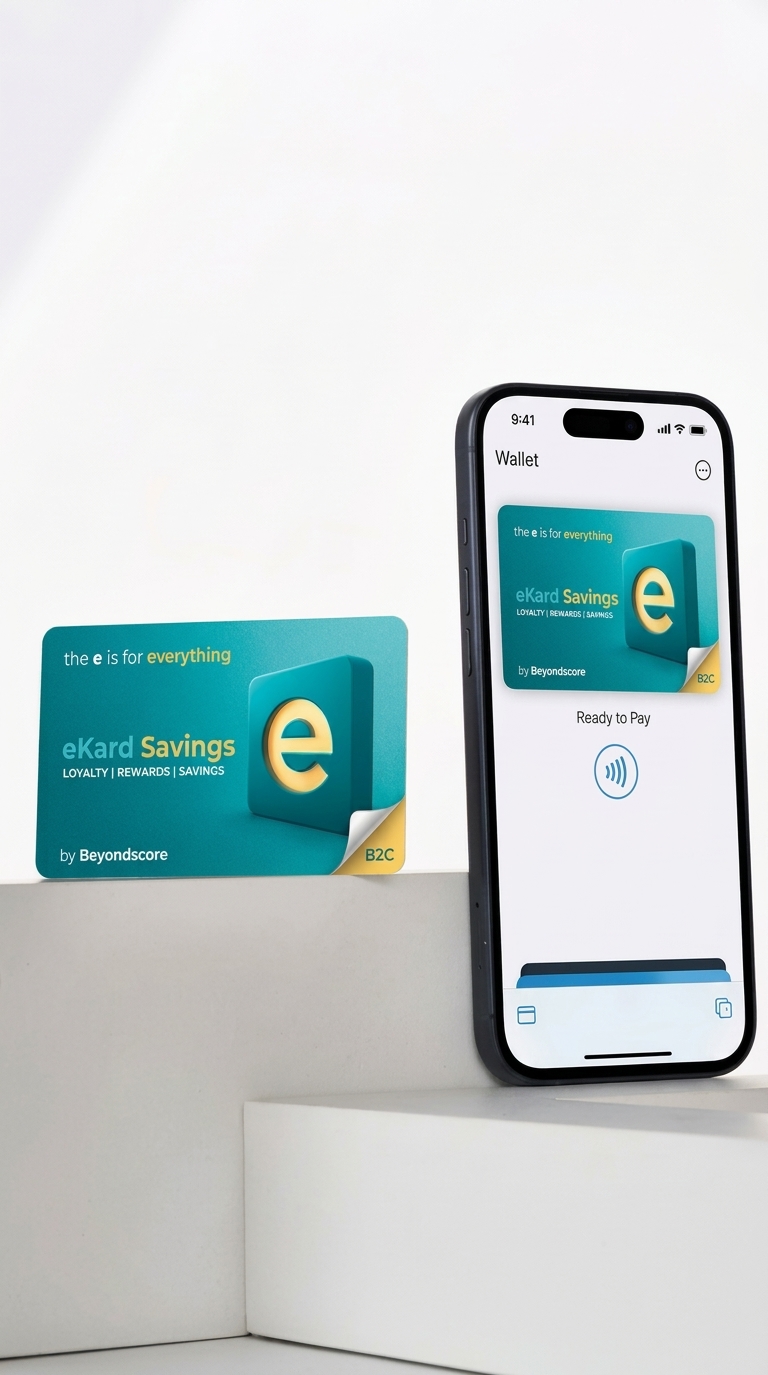 the e is for everything
e
eKard Savings
LOYALTY | REWARDS | SAVINGS
by Beyondscore
B2C
9:41
Wallet
the e is for everything
e
eKard Savings
LOYALTY | REWARDS | SAVINGS
by Beyondscore
B2C
Ready to Pay